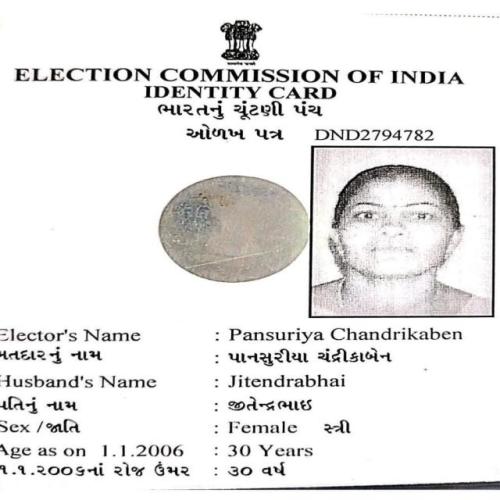 ELECTION COMMISSION OF INDIA
IDENTITY CARD
ભારતનું ચૂંટણી પંચ
ઓળખ પત્ર DND2794782
Elector's Name : Pansuriya Chandrikaben
મતદારનું નામ : પાનસુરીયા ચંદ્રીકાબેન
Husband's Name : Jitendrabhai
પતિનું નામ : જીતેન્દ્રભાઇ
Sex /જાતિ : Female સ્ત્રી
Age as on 1.1.2006 : 30 Years
૧.૧.૨૦૦૬નાં રોજ ઉંમર : ૩૦ વર્ષ